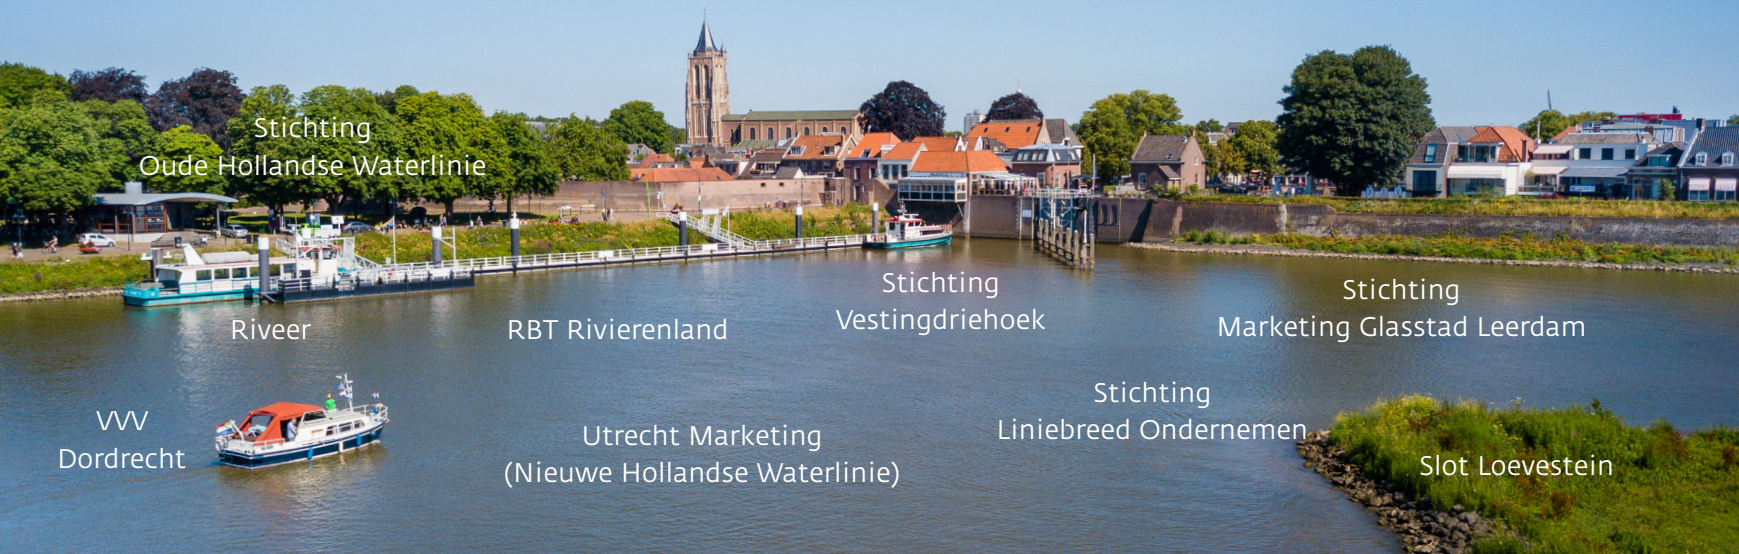 Stichting
Oude Hollandse Waterlinie
Riveer
RBT Rivierenland
Stichting
Vestingdriehoek
Stichting
Marketing Glasstad Leerdam
VVV
Dordrecht
Utrecht Marketing
(Nieuwe Hollandse Waterlinie)
Stichting
Liniebreed Ondernemen
Slot Loevestein